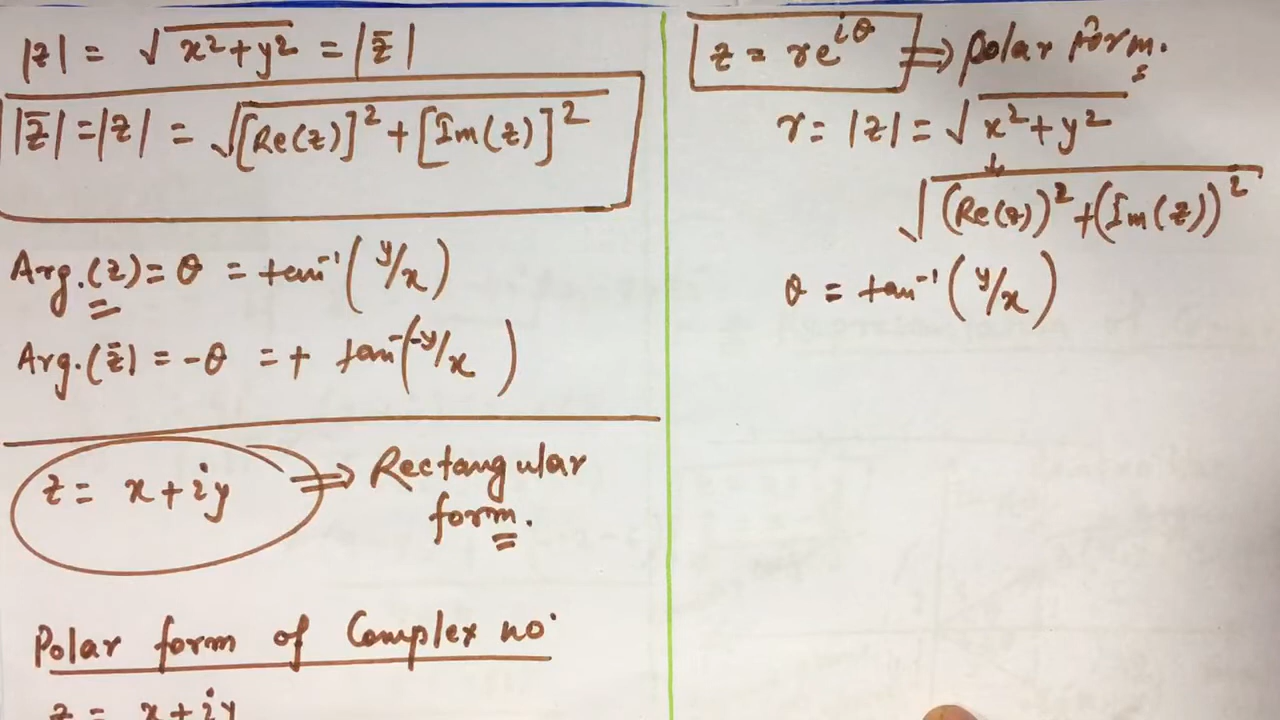 |z| = √x²+y² = |z̄|
|z̄| = |z| = √[Re(z)]² + [Im(z)]²
Arg.(z) = θ = tan⁻¹(y/x)
Arg.(z̄) = -θ = + tan⁻¹(-y/x)
z = x + iy ⇒ Rectangular
form.
Polar form of Complex no.
z = x + iy
z = re^{iθ} ⇒ polar form.
r = |z| = √x²+y²
↓
√(Re(z))² + (Im(z))²
θ = tan⁻¹(y/x)